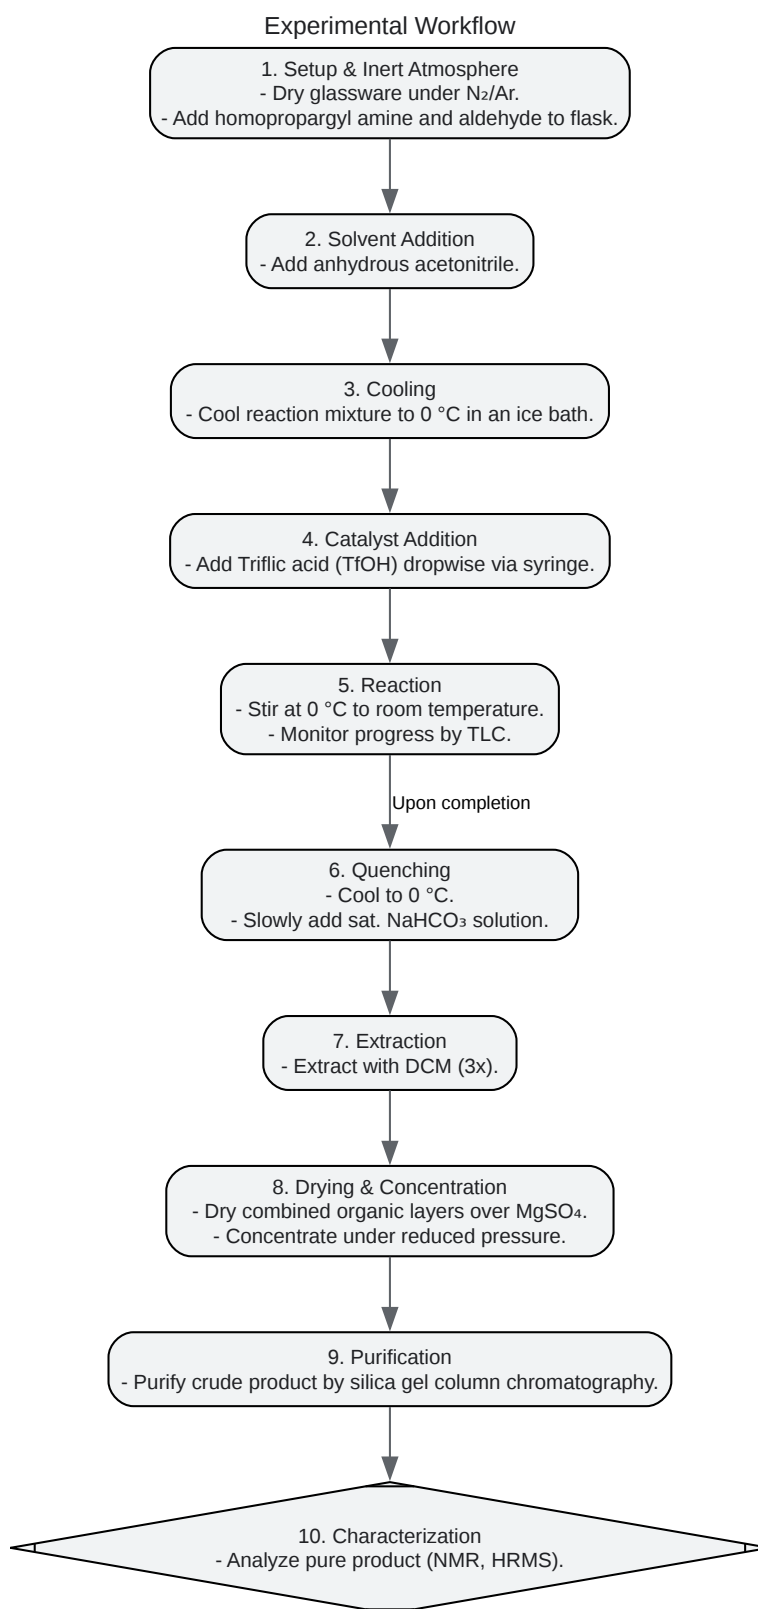 Experimental Workflow
1. Setup & Inert Atmosphere
- Dry glassware under N₂/Ar.
- Add homopropargyl amine and aldehyde to flask.
2. Solvent Addition
- Add anhydrous acetonitrile.
3. Cooling
- Cool reaction mixture to 0 °C in an ice bath.
4. Catalyst Addition
- Add Triflic acid (TfOH) dropwise via syringe.
5. Reaction
- Stir at 0 °C to room temperature.
- Monitor progress by TLC.
Upon completion
6. Quenching
- Cool to 0 °C.
- Slowly add sat. NaHCO₃ solution.
7. Extraction
- Extract with DCM (3x).
8. Drying & Concentration
- Dry combined organic layers over MgSO₄.
- Concentrate under reduced pressure.
9. Purification
- Purify crude product by silica gel column chromatography.
10. Characterization
- Analyze pure product (NMR, HRMS).